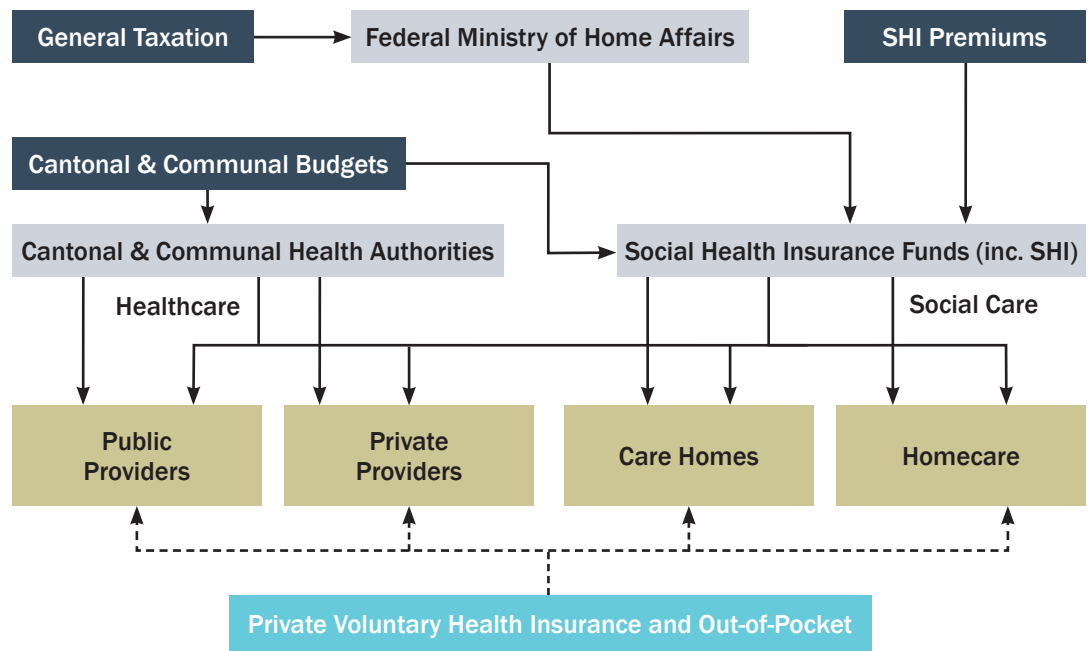 General Taxation
Federal Ministry of Home Affairs
SHI Premiums
Cantonal & Communal Budgets
Cantonal & Communal Health Authorities
Social Health Insurance Funds (inc. SHI)
Healthcare
Social Care
Public
Providers
Private
Providers
Care Homes
Homecare
Private Voluntary Health Insurance and Out-of-Pocket